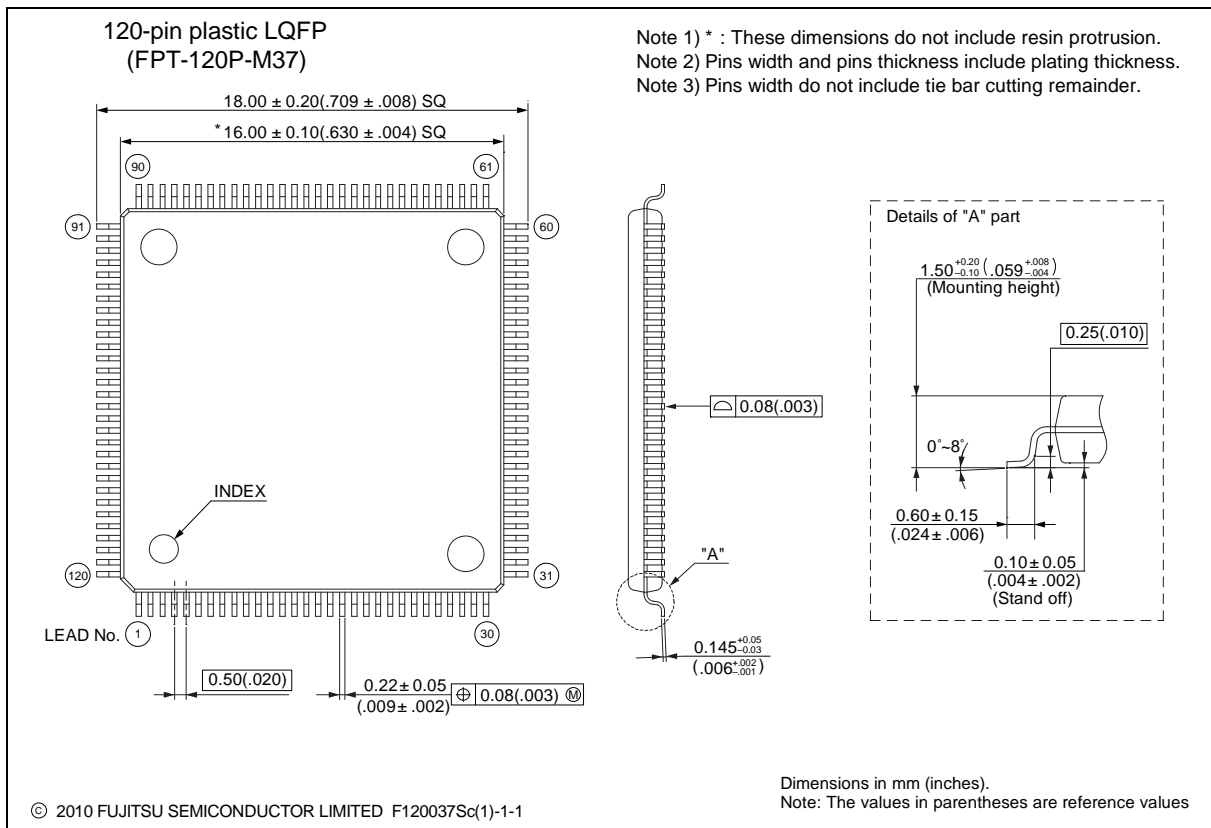 120-pin plastic LQFP
(FPT-120P-M37)
Note 1) * : These dimensions do not include resin protrusion.
Note 2) Pins width and pins thickness include plating thickness.
Note 3) Pins width do not include tie bar cutting remainder.
18.00 ± 0.20(.709 ± .008) SQ
*16.00 ± 0.10(.630 ± .004) SQ
90
61
91
60
INDEX
120
31
LEAD No. 1
30
0.50(.020)
0.22 ± 0.05
(.009 ± .002)
⌖ 0.08(.003) Ⓜ
⌓ 0.08(.003)
"A"
0.145 +0.05 -0.03
(.006 +.002 -.001)
Details of "A" part
1.50 +0.20 -0.10 (.059 +.008 -.004)
(Mounting height)
0.25(.010)
0°~8°
0.60 ± 0.15
(.024 ± .006)
0.10 ± 0.05
(.004 ± .002)
(Stand off)
© 2010 FUJITSU SEMICONDUCTOR LIMITED F120037Sc(1)-1-1
Dimensions in mm (inches).
Note: The values in parentheses are reference values